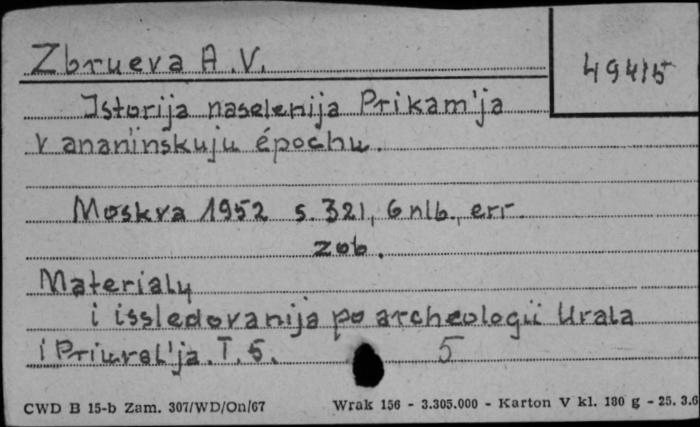 Zbrueva A.V.
49415
Istorija naselenija Prikam'ja
v anan'inskuju épochu.
Moskva 1952 s. 321, 6 nlb., err.
zob.
Materialy
i issledovanija po archeologii Urala
i Priural'ja. T. 5.
5
CWD B 15-b Zam. 307/WD/On/67
Wrak 156 - 3.305.000 - Karton V kl. 180 g - 25. 3.6